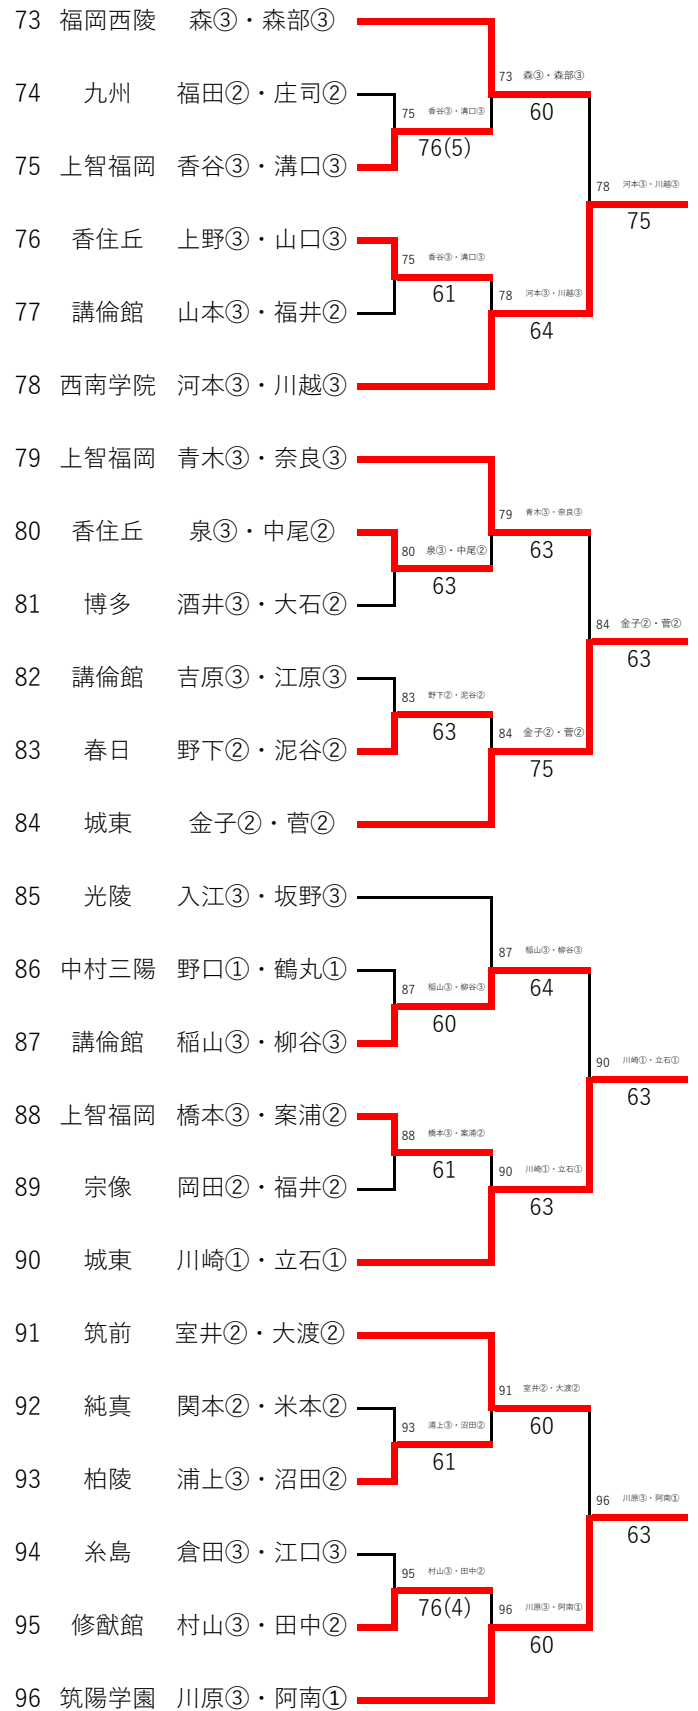 73 福岡西陵 森③・森部③
73 森③・森部③
74 九州 福田②・庄司②
60
75 香谷③・溝口③
76(5)
75 上智福岡 香谷③・溝口③
78 河本③・川越③
75
76 香住丘 上野③・山口③
75 香谷③・溝口③
61
78 河本③・川越③
77 講倫館 山本③・福井②
64
78 西南学院 河本③・川越③
79 上智福岡 青木③・奈良③
79 青木③・奈良③
80 香住丘 泉③・中尾②
80 泉③・中尾②
63
63
81 博多 酒井③・大石②
84 金子②・菅②
63
82 講倫館 吉原③・江原③
83 野下②・泥谷②
63
84 金子②・菅②
83 春日 野下②・泥谷②
75
84 城東 金子②・菅②
85 光陵 入江③・坂野③
87 稲山③・柳谷③
86 中村三陽 野口①・鶴丸①
64
87 稲山③・柳谷③
60
87 講倫館 稲山③・柳谷③
90 川崎①・立石①
63
88 上智福岡 橋本③・案浦②
88 橋本③・案浦②
61
90 川崎①・立石①
89 宗像 岡田②・福井②
63
90 城東 川崎①・立石①
91 筑前 室井②・大渡②
91 室井②・大渡②
92 純真 関本②・米本②
60
93 浦上③・沼田②
61
93 柏陵 浦上③・沼田②
96 川原③・阿南①
63
94 糸島 倉田③・江口③
95 村山③・田中②
76(4)
96 川原③・阿南①
95 修猷館 村山③・田中②
60
96 筑陽学園 川原③・阿南①